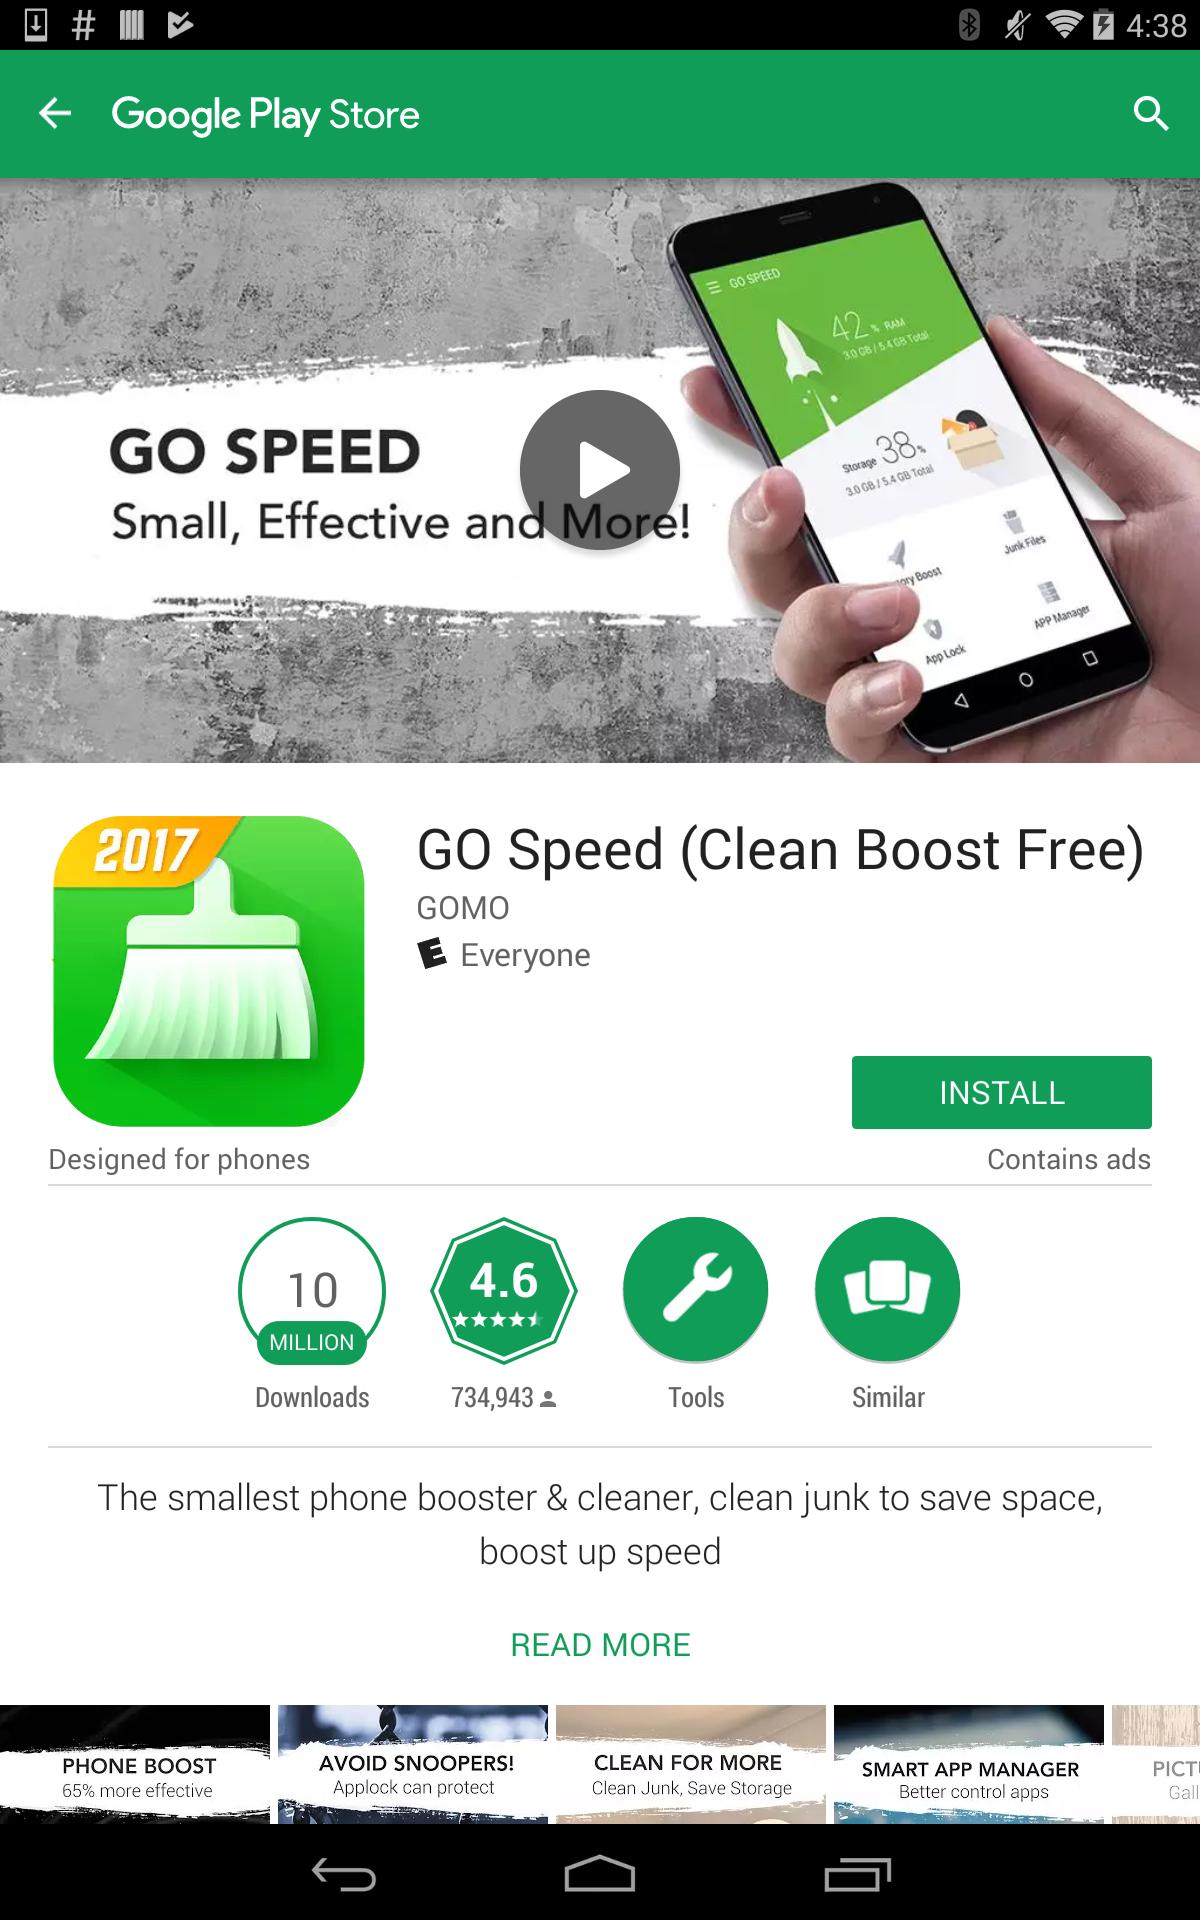 4:38
Google Play Store
GO SPEED
42 % RAM
3.0 GB / 5.4 GB Total
Storage 38%
3.0 GB / 5.4 GB Total
GO SPEED
Small, Effective and More!
ory Boost
Junk Files
App Lock
APP Manager
2017
GO Speed (Clean Boost Free)
GOMO
E Everyone
INSTALL
Designed for phones
Contains ads
10
MILLION
Downloads
4.6
734,943
Tools
Similar
The smallest phone booster & cleaner, clean junk to save space,
boost up speed
READ MORE
PHONE BOOST
65% more effective
AVOID SNOOPERS!
Applock can protect
CLEAN FOR MORE
Clean Junk, Save Storage
SMART APP MANAGER
Better control apps
PICTU
Gall